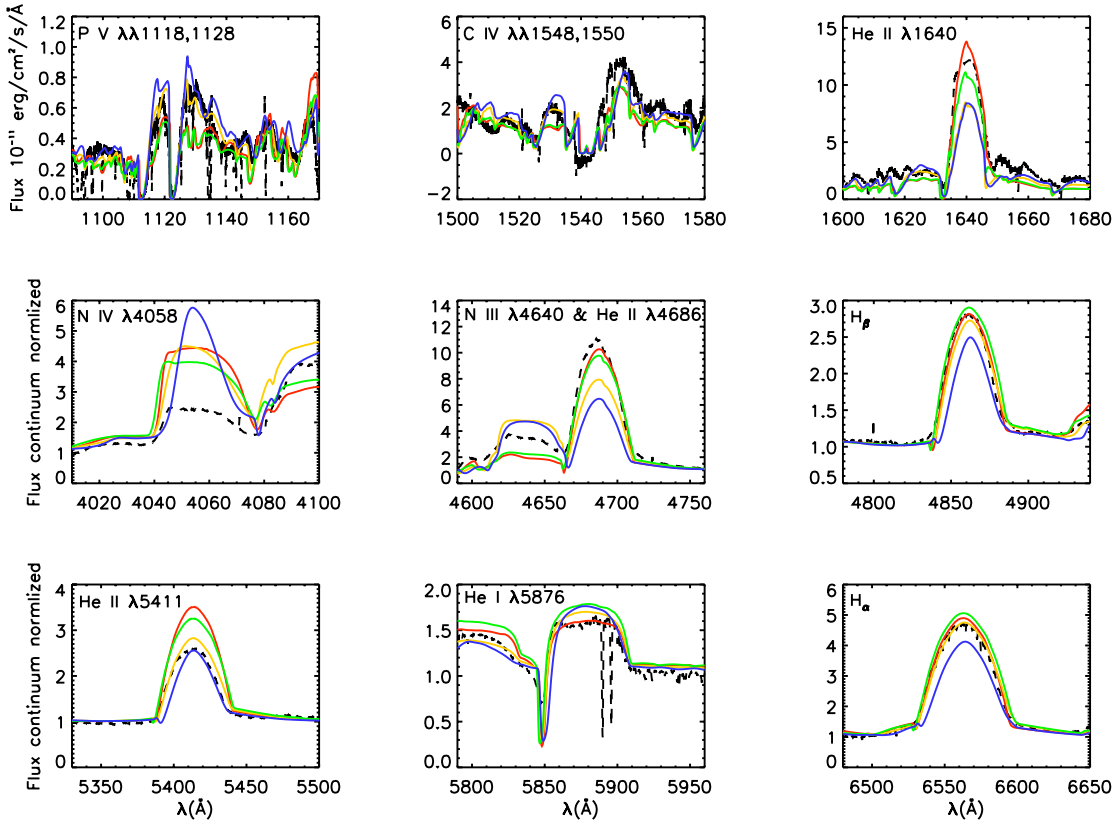 P V λλ1118,1128
C IV λλ1548,1550
He II λ1640
Flux 10⁻¹¹ erg/cm²/s/Å
1.2
1.0
0.8
0.6
0.4
0.2
0.0
1100 1120 1140 1160
6
4
2
0
−2
1500 1520 1540 1560 1580
15
10
5
0
1600 1620 1640 1660 1680
N IV λ4058
N III λ4640 & He II λ4686
Hβ
Flux continuum normlized
6
5
4
3
2
1
0
4020 4040 4060 4080 4100
14
12
10
8
6
4
2
0
4600 4650 4700 4750
3.0
2.5
2.0
1.5
1.0
0.5
4800 4850 4900
He II λ5411
He I λ5876
Hα
Flux continuum normlized
4
3
2
1
0
5350 5400 5450 5500
λ(Å)
2.0
1.5
1.0
0.5
0.0
5800 5850 5900 5950
λ(Å)
6
5
4
3
2
1
0
6500 6550 6600 6650
λ(Å)